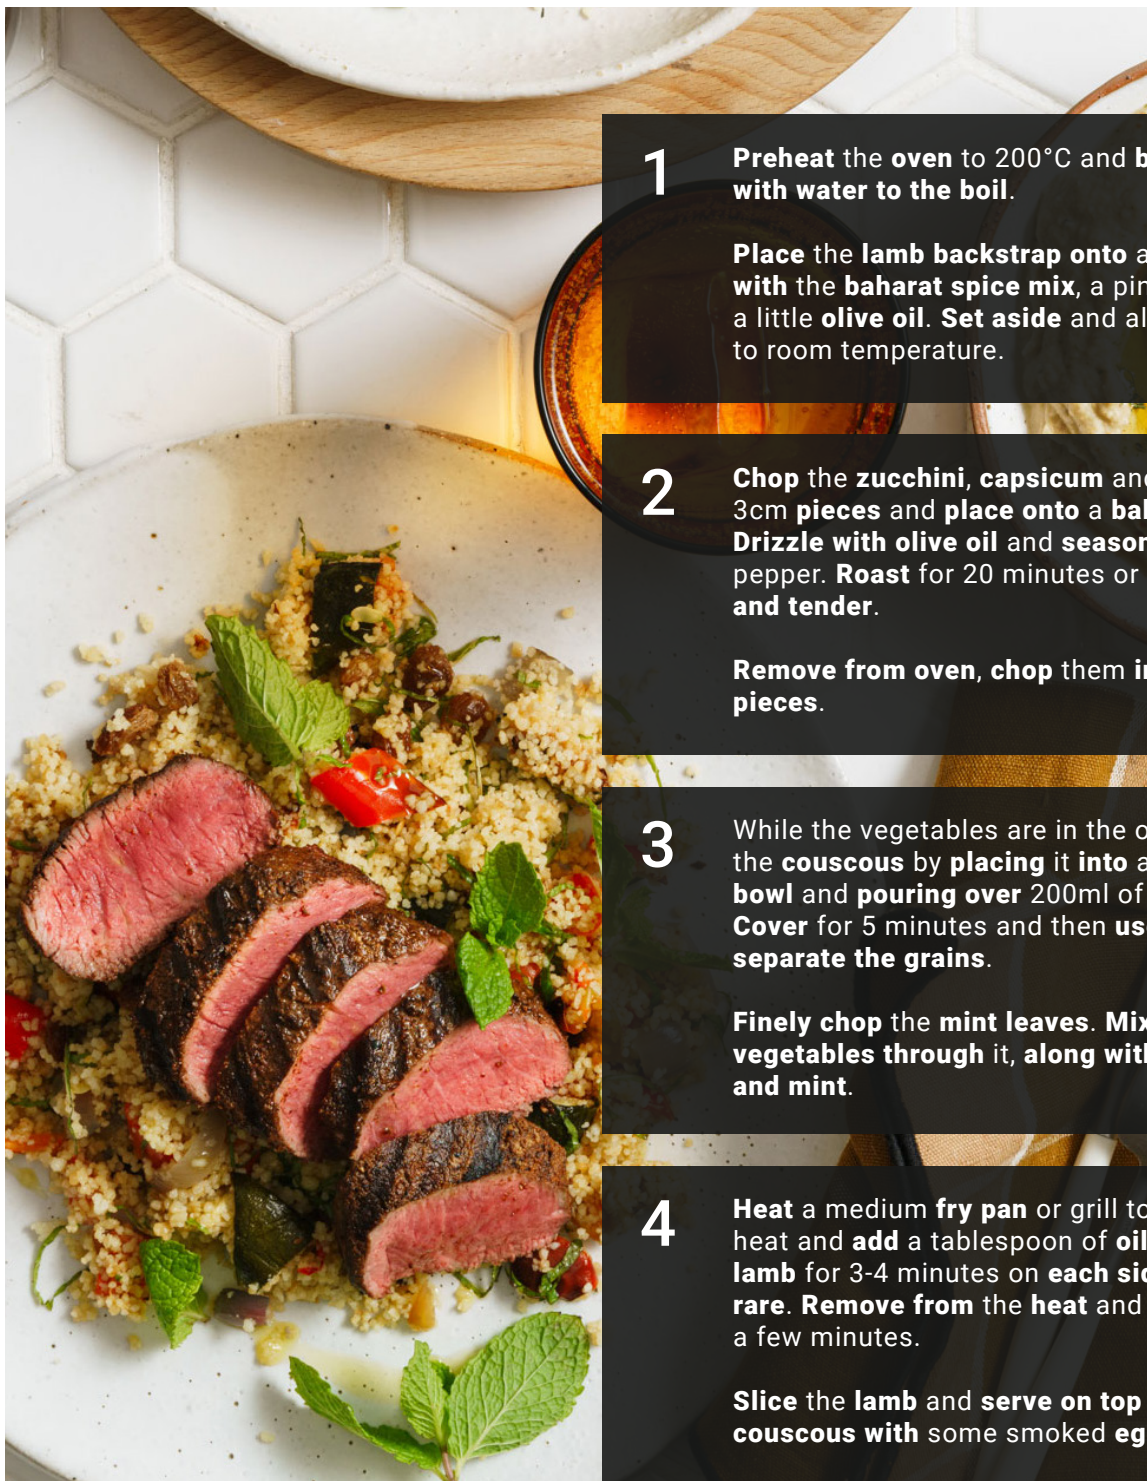 1
Preheat the oven to 200°C and
with water to the boil.
Place the lamb backstrap onto a
with the baharat spice mix, a
a little olive oil. Set aside and
to room temperature.
2
Chop the zucchini, capsicum
3cm pieces and place onto a
Drizzle with olive oil and
pepper. Roast for 20 minutes or
and tender.
Remove from oven, chop them
pieces.
3
While the vegetables are in the
the couscous by placing it into a
bowl and pouring over 200ml of
Cover for 5 minutes and then
separate the grains.
Finely chop the mint leaves. Mix
vegetables through it, along
and mint.
4
Heat a medium fry pan or grill
heat and add a tablespoon of oil
lamb for 3-4 minutes on each
rare. Remove from the heat and
a few minutes.
Slice the lamb and serve on top
couscous with some smoked